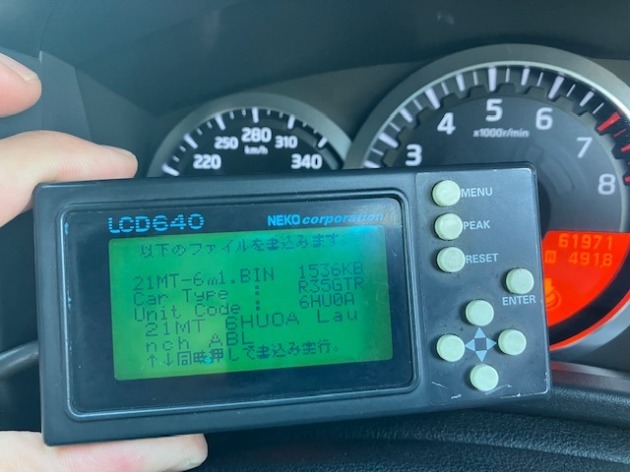 220 250 280 310 340
km/h
3 4 5 6 7 8
x1000r/min
61971
491.8
LCD640
NEKO corporation
以下のファイルを書込みます。
21MT-6m1.BIN 1536KB
Car Type : R35GTR
Unit Code : 6HU0A
21MT 6HU0A Lau
nch ABL
↑↓同時押しで書込み実行。
MENU
PEAK
RESET
ENTER